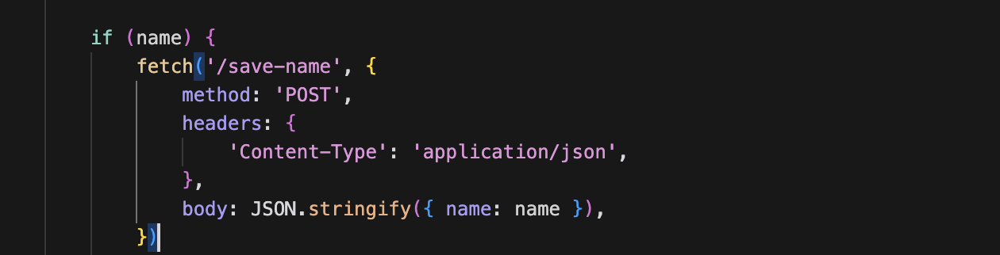 if (name) {
fetch('/save-name', {
method: 'POST',
headers: {
'Content-Type': 'application/json',
},
body: JSON.stringify({ name: name }),
})